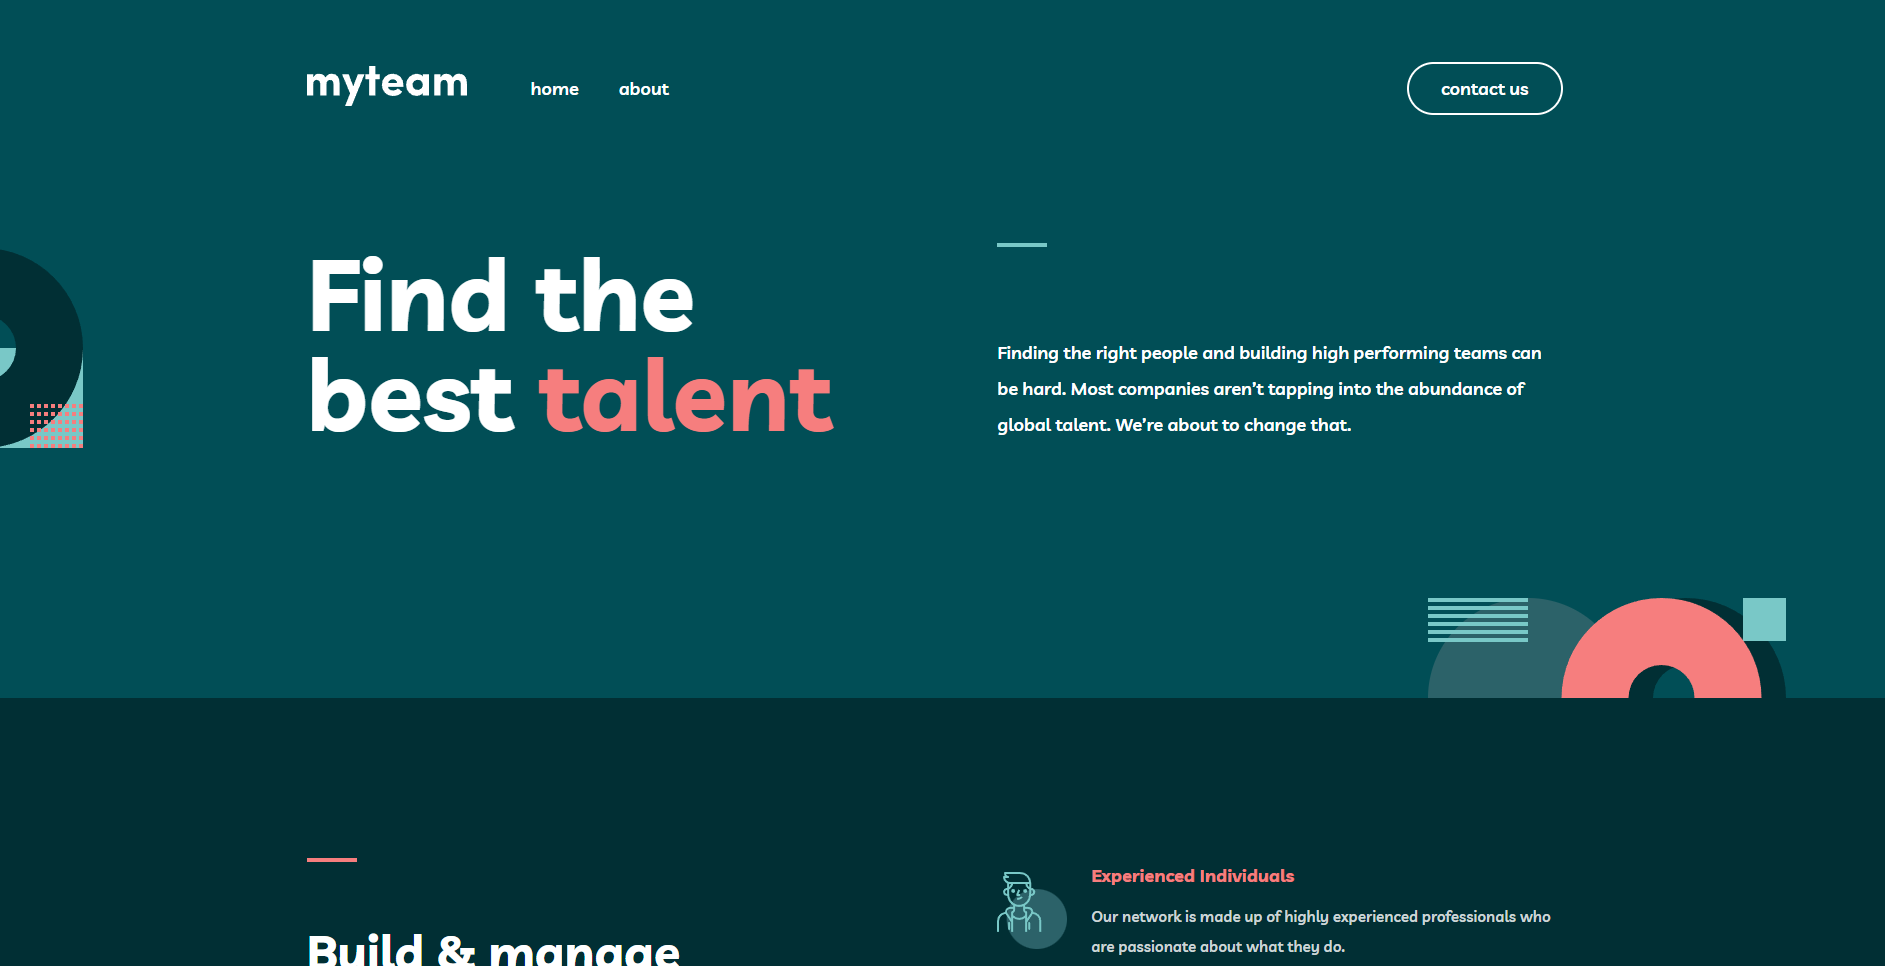 myteam
home
about
contact us
Find the
best talent
Finding the right people and building high performing teams can
be hard. Most companies aren’t tapping into the abundance of
global talent. We’re about to change that.
Build & manage
Experienced Individuals
Our network is made up of highly experienced professionals who
are passionate about what they do.